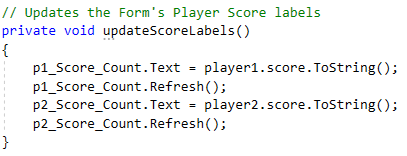 // Updates the Form's Player Score labels
private void updateScoreLabels()
{
    p1_Score_Count.Text = player1.score.ToString();
    p1_Score_Count.Refresh();
    p2_Score_Count.Text = player2.score.ToString();
    p2_Score_Count.Refresh();
}